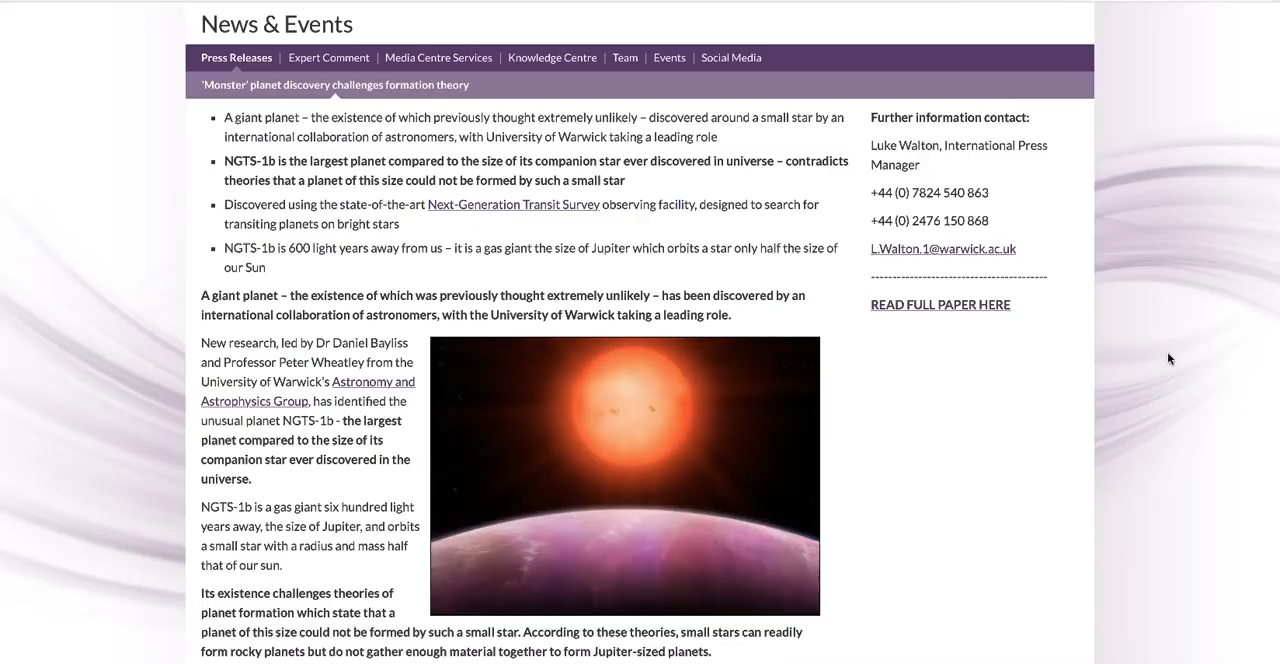 News & Events
Press Releases | Expert Comment | Media Centre Services | Knowledge Centre | Team | Events | Social Media
'Monster' planet discovery challenges formation theory
A giant planet – the existence of which previously thought extremely unlikely – discovered around a small star by an
international collaboration of astronomers, with University of Warwick taking a leading role
NGTS-1b is the largest planet compared to the size of its companion star ever discovered in universe – contradicts
theories that a planet of this size could not be formed by such a small star
Discovered using the state-of-the-art Next-Generation Transit Survey observing facility, designed to search for
transiting planets on bright stars
NGTS-1b is 600 light years away from us – it is a gas giant the size of Jupiter which orbits a star only half the size of
our Sun
A giant planet – the existence of which was previously thought extremely unlikely – has been discovered by an
international collaboration of astronomers, with the University of Warwick taking a leading role.
New research, led by Dr Daniel Bayliss
and Professor Peter Wheatley from the
University of Warwick's Astronomy and
Astrophysics Group, has identified the
unusual planet NGTS-1b - the largest
planet compared to the size of its
companion star ever discovered in the
universe.
NGTS-1b is a gas giant six hundred light
years away, the size of Jupiter, and orbits
a small star with a radius and mass half
that of our sun.
Its existence challenges theories of
planet formation which state that a
planet of this size could not be formed by such a small star. According to these theories, small stars can readily
form rocky planets but do not gather enough material together to form Jupiter-sized planets.
Further information contact:
Luke Walton, International Press
Manager
+44 (0) 7824 540 863
+44 (0) 2476 150 868
L.Walton.1@warwick.ac.uk
-----------------------------------------
READ FULL PAPER HERE